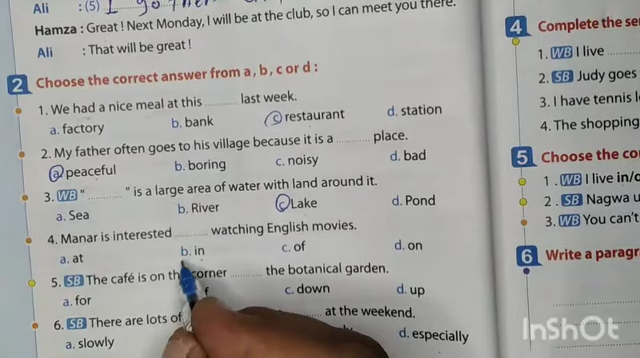 Ali : (5) I go
Hamza : Great ! Next Monday, I will be at the club, so I can meet you there.
Ali : That will be great !
2 Choose the correct answer from a , b, c or d :
1. We had a nice meal at this .......... last week.
a. factory b. bank c restaurant d. station
2. My father often goes to his village because it is a .......... place.
a peaceful b. boring c. noisy d. bad
3. WB " .......... " is a large area of water with land around it.
a. Sea b. River c Lake d. Pond
4. Manar is interested .......... watching English movies.
a. at b. in c. of d. on
5. SB The café is on the corner .......... the botanical garden.
a. for f c. down d. up
6. SB There are lots of .......... at the weekend.
a. slowly ly d. especially
4 Complete the se
1. WB I live
2. SB Judy goes
3. I have tennis l
4. The shopping
5 Choose the co
1 . WB I live in/o
2 . SB Nagwa u
3. WB You can't
6 Write a paragr
InShOt